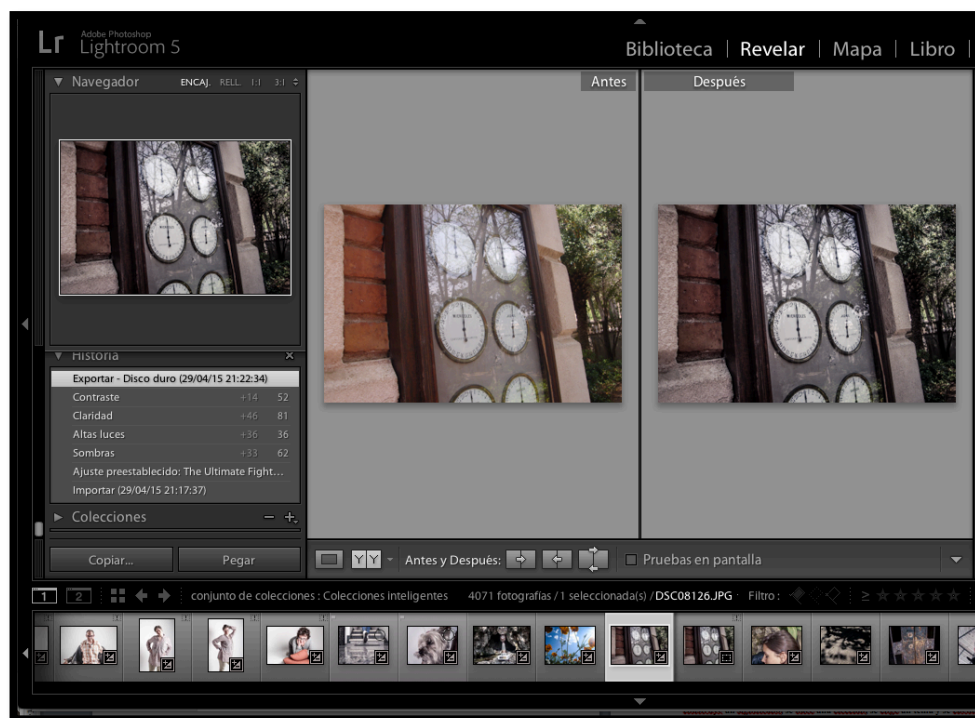 Lr Adobe Photoshop
Lightroom 5
Biblioteca | Revelar | Mapa | Libro |
Navegador ENCAJ. RELL. 1:1 3:1
Antes
Después
Historia ×
Exportar - Disco duro (29/04/15 21:22:34)
Contraste +14 52
Claridad +46 81
Altas luces +36 36
Sombras +33 62
Ajuste preestablecido: The Ultimate Fight...
Importar (29/04/15 21:17:37)
Colecciones − +
Copiar... Pegar
YY Antes y Después: Pruebas en pantalla
1 2 conjunto de colecciones : Colecciones inteligentes 4071 fotografías / 1 seleccionada(s) / DSC08126.JPG Filtro : ≥ ★★★★★